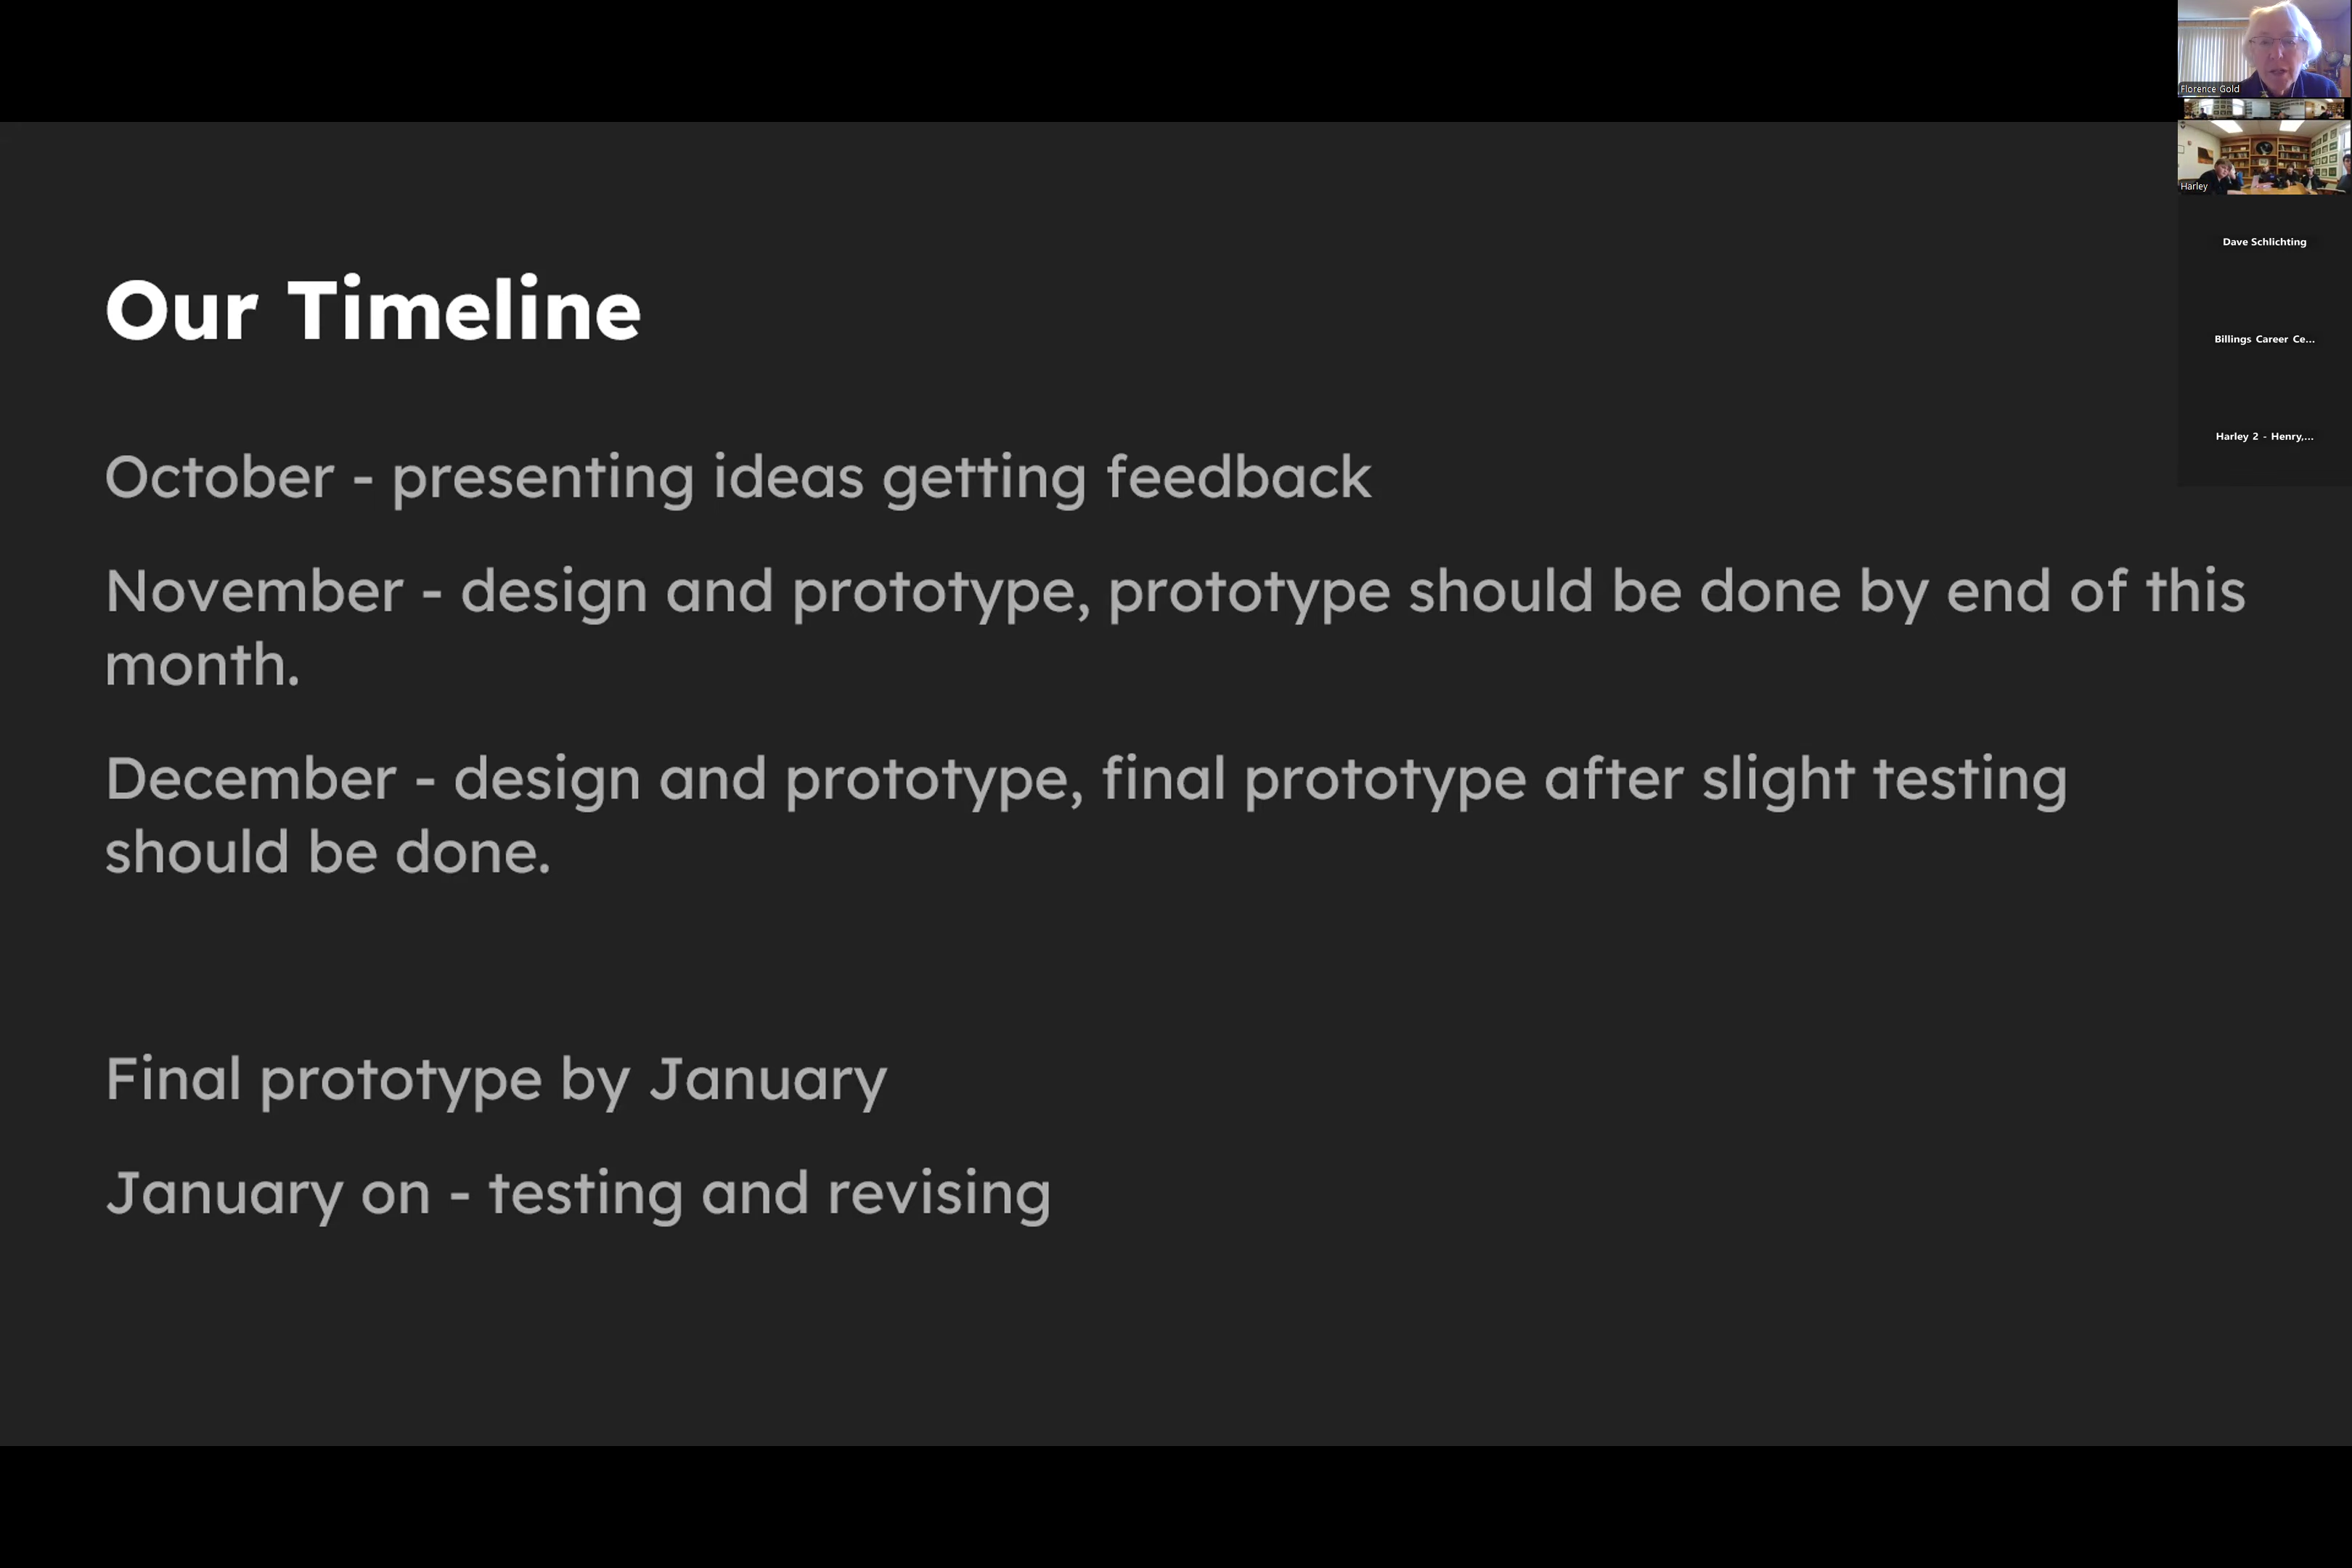 Our Timeline
October - presenting ideas getting feedback
November - design and prototype, prototype should be done by end of this
month.
December - design and prototype, final prototype after slight testing
should be done.
Final prototype by January
January on - testing and revising
Florence Gold
Harley
Dave Schlichting
Billings Career Ce...
Harley 2 - Henry,...